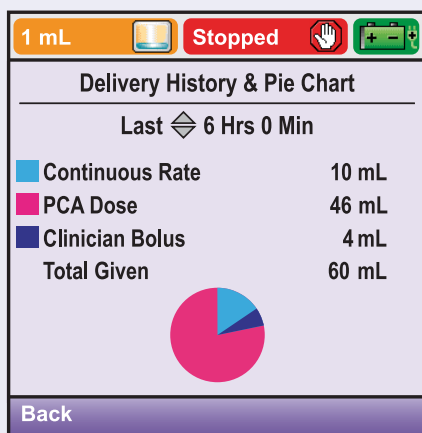 1 mL Stopped
Delivery History & Pie Chart
Last 6 Hrs 0 Min
Continuous Rate 10 mL
PCA Dose 46 mL
Clinician Bolus 4 mL
Total Given 60 mL
Back